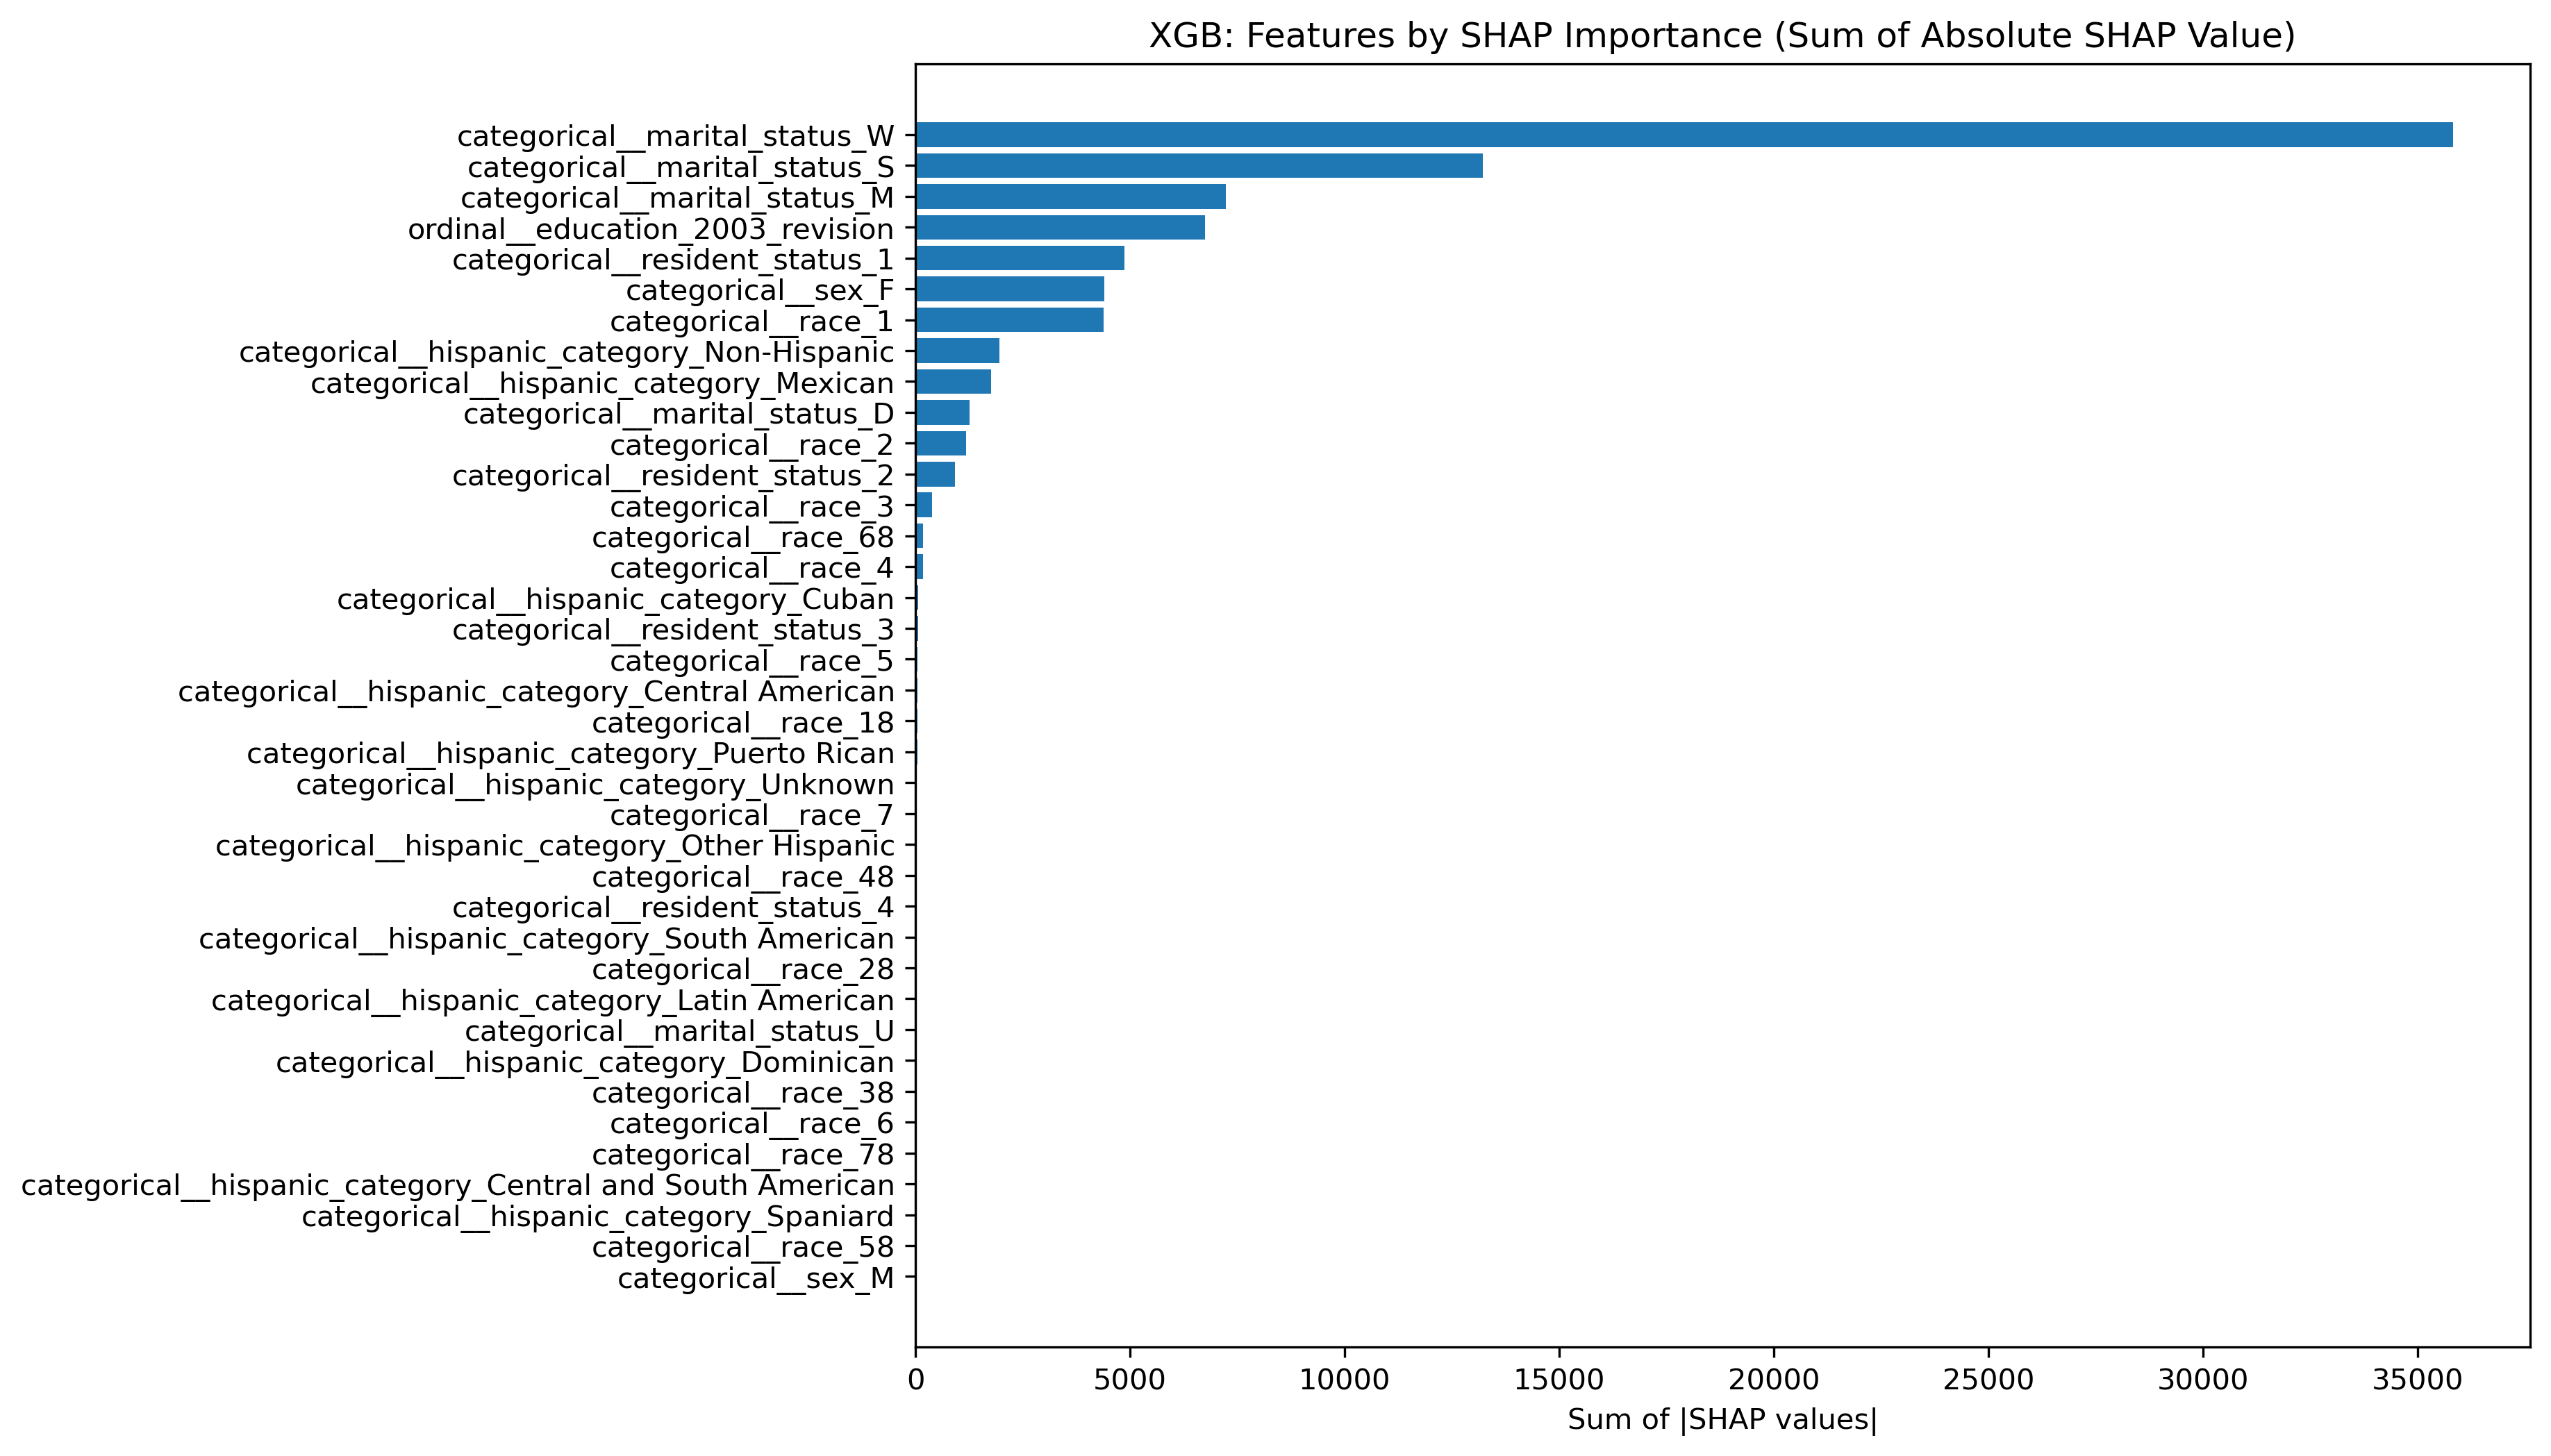 XGB: Features by SHAP Importance (Sum of Absolute SHAP Value)
categorical__marital_status_W
categorical__marital_status_S
categorical__marital_status_M
ordinal__education_2003_revision
categorical__resident_status_1
categorical__sex_F
categorical__race_1
categorical__hispanic_category_Non-Hispanic
categorical__hispanic_category_Mexican
categorical__marital_status_D
categorical__race_2
categorical__resident_status_2
categorical__race_3
categorical__race_68
categorical__race_4
categorical__hispanic_category_Cuban
categorical__resident_status_3
categorical__race_5
categorical__hispanic_category_Central American
categorical__race_18
categorical__hispanic_category_Puerto Rican
categorical__hispanic_category_Unknown
categorical__race_7
categorical__hispanic_category_Other Hispanic
categorical__race_48
categorical__resident_status_4
categorical__hispanic_category_South American
categorical__race_28
categorical__hispanic_category_Latin American
categorical__marital_status_U
categorical__hispanic_category_Dominican
categorical__race_38
categorical__race_6
categorical__race_78
categorical__hispanic_category_Central and South American
categorical__hispanic_category_Spaniard
categorical__race_58
categorical__sex_M
0 5000 10000 15000 20000 25000 30000 35000
Sum of |SHAP values|